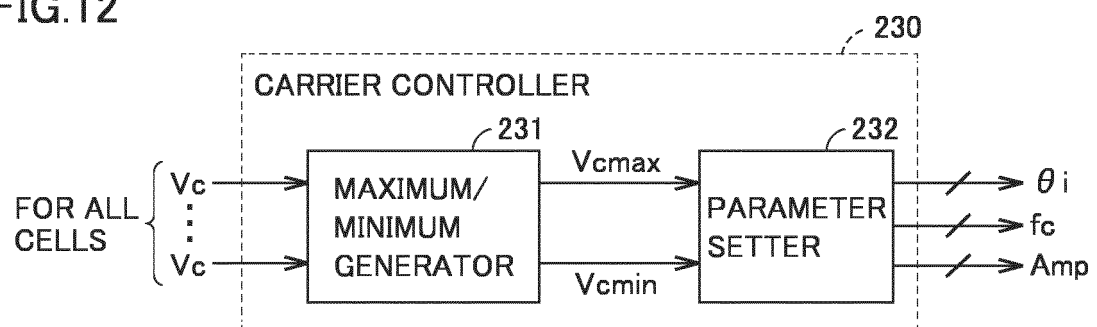 FIG.12
230
CARRIER CONTROLLER
231
232
FOR ALL
CELLS
Vc
Vc
MAXIMUM/
MINIMUM
GENERATOR
Vcmax
Vcmin
PARAMETER
SETTER
θi
fc
Amp